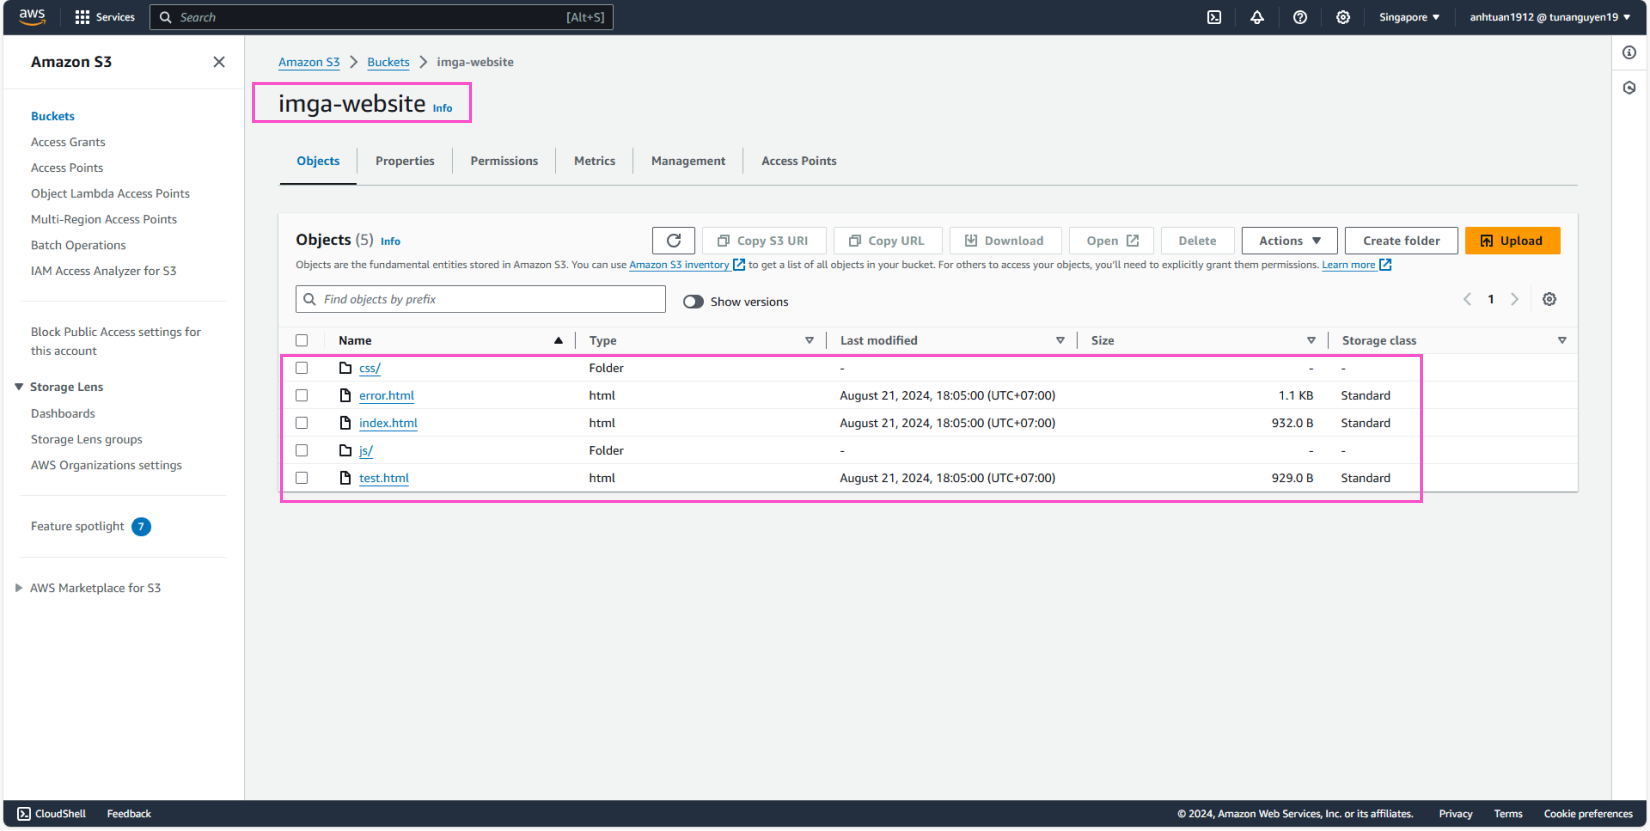 aws Services Search [Alt+S] Singapore ▼ anhtuan1912 @ tunanguyen19 ▼
Amazon S3
Buckets
Access Grants
Access Points
Object Lambda Access Points
Multi-Region Access Points
Batch Operations
IAM Access Analyzer for S3
Block Public Access settings for
this account
Storage Lens
Dashboards
Storage Lens groups
AWS Organizations settings
Feature spotlight 7
AWS Marketplace for S3
Amazon S3 > Buckets > imga-website
imga-website Info
Objects Properties Permissions Metrics Management Access Points
Objects (5) Info Copy S3 URI Copy URL Download Open Delete Actions ▼ Create folder Upload
Objects are the fundamental entities stored in Amazon S3. You can use Amazon S3 inventory to get a list of all objects in your bucket. For others to access your objects, you'll need to explicitly grant them permissions. Learn more
Find objects by prefix Show versions < 1 >
Name Type Last modified Size Storage class
css/ Folder - - -
error.html html August 21, 2024, 18:05:00 (UTC+07:00) 1.1 KB Standard
index.html html August 21, 2024, 18:05:00 (UTC+07:00) 932.0 B Standard
js/ Folder - - -
test.html html August 21, 2024, 18:05:00 (UTC+07:00) 929.0 B Standard
CloudShell Feedback © 2024, Amazon Web Services, Inc. or its affiliates. Privacy Terms Cookie preferences